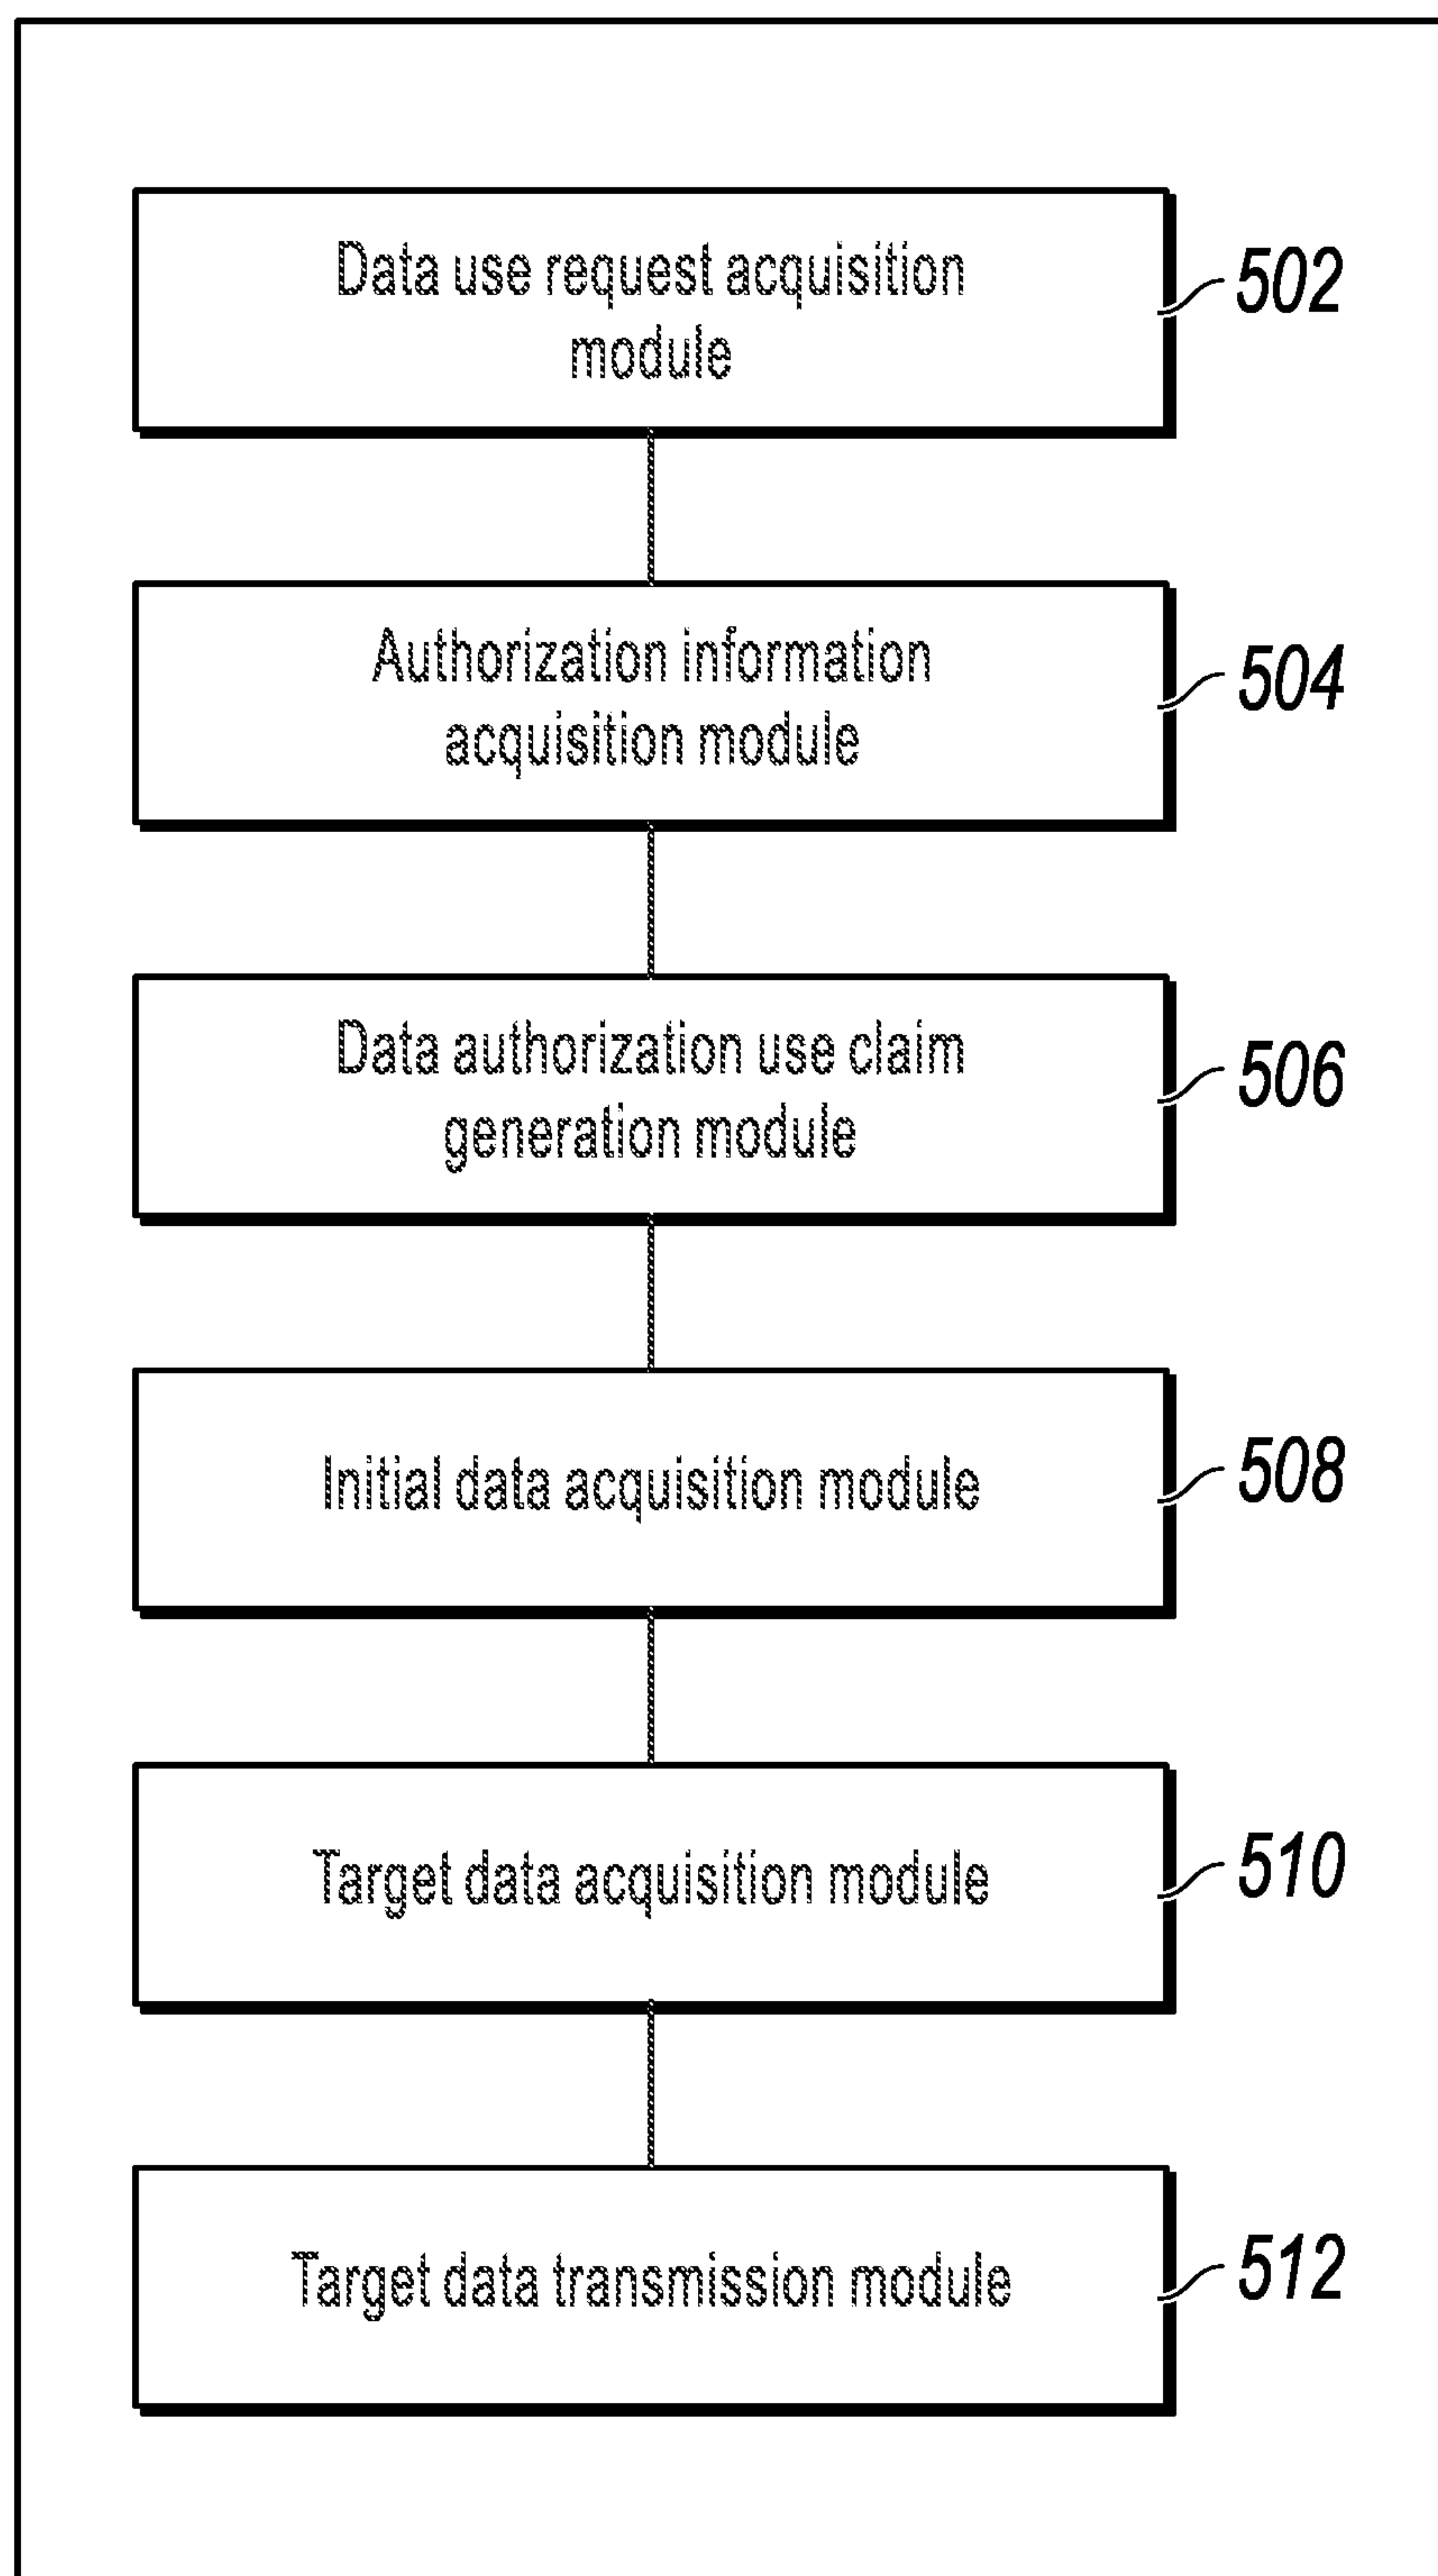 Data use request acquisition
module
502
Authorization information
acquisition module
504
Data authorization use claim
generation module
506
Initial data acquisition module
508
Target data acquisition module
510
Target data transmission module
512